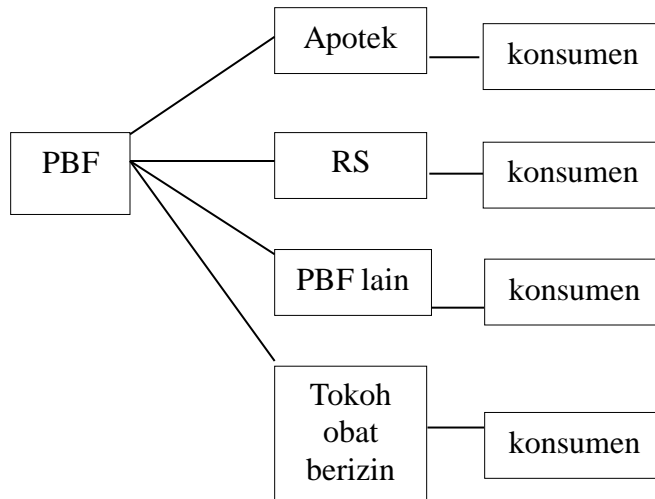 Apotek
konsumen
PBF
RS
konsumen
PBF lain
konsumen
Tokoh
obat
berizin
konsumen